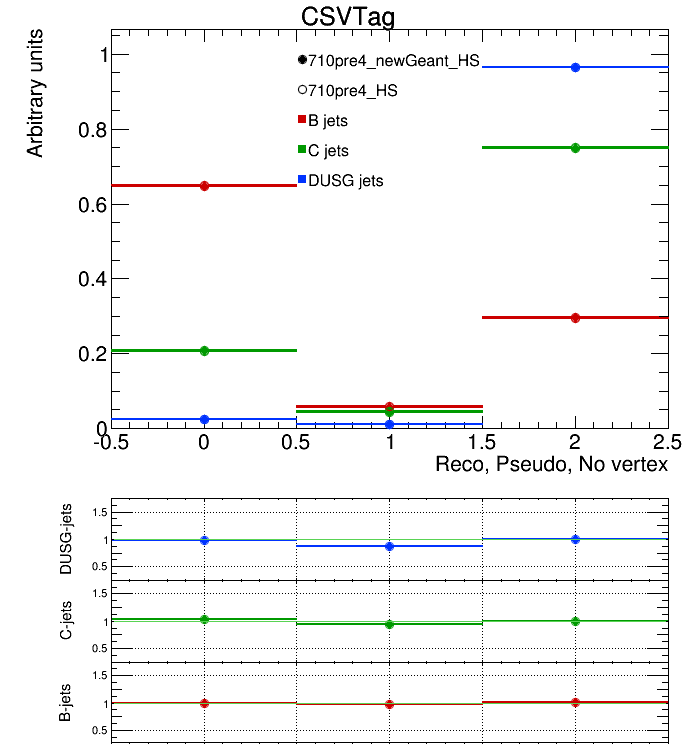 CSVTag
Arbitrary units
1
0.8
0.6
0.4
0.2
0
710pre4_newGeant_HS
710pre4_HS
B jets
C jets
DUSG jets
-0.5 0 0.5 1 1.5 2 2.5
Reco, Pseudo, No vertex
DUSG-jets
1.5
1
0.5
C-jets
1.5
1
0.5
B-jets
1.5
1
0.5